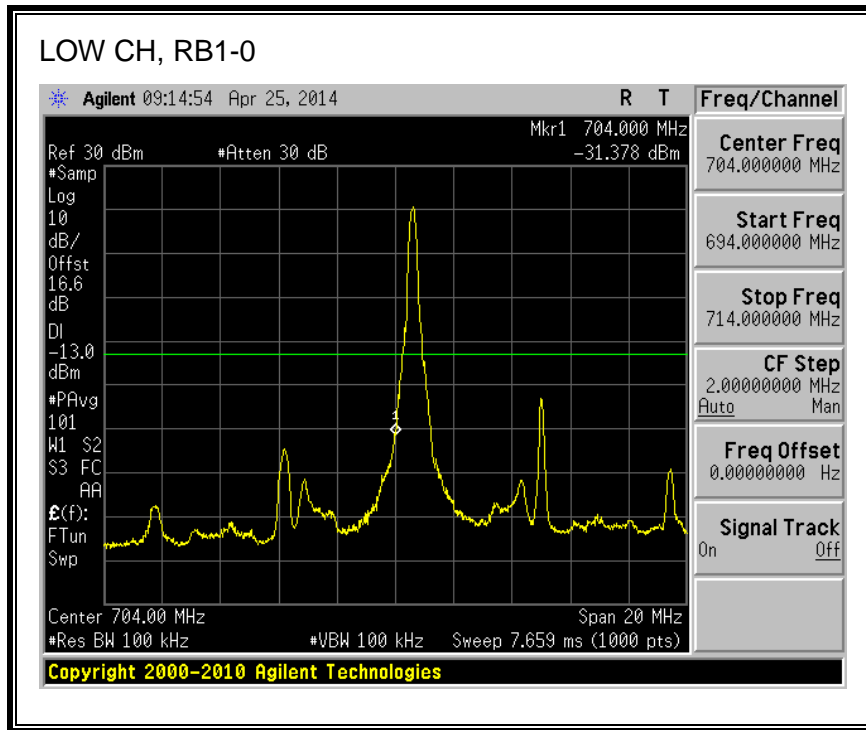 LOW CH, RB1-0
Agilent 09:14:54 Apr 25, 2014 R T
Mkr1 704.000 MHz
Ref 30 dBm #Atten 30 dB -31.378 dBm
#Samp
Log
10
dB/
Offst
16.6
dB
DI
-13.0
dBm
#PAvg
101
W1 S2
S3 FC
AA
£(f):
FTun
Swp
1
Center 704.00 MHz Span 20 MHz
#Res BW 100 kHz #VBW 100 kHz Sweep 7.659 ms (1000 pts)
Copyright 2000-2010 Agilent Technologies
Freq/Channel
Center Freq
704.000000 MHz
Start Freq
694.000000 MHz
Stop Freq
714.000000 MHz
CF Step
2.00000000 MHz
Auto Man
Freq Offset
0.00000000 Hz
Signal Track
On Off